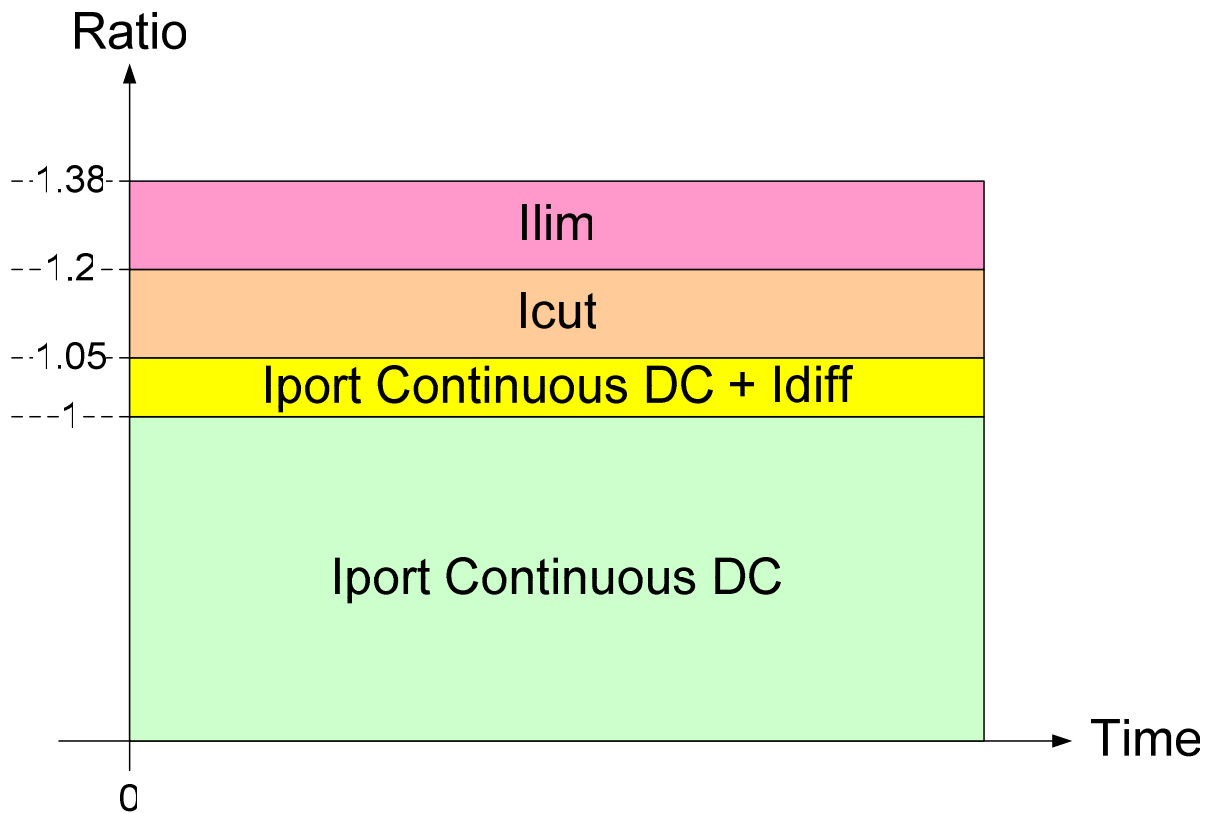 Ratio
1.38
Ilim
1.2
Icut
1.05
Iport Continuous DC + Idiff
1
Iport Continuous DC
Time
0